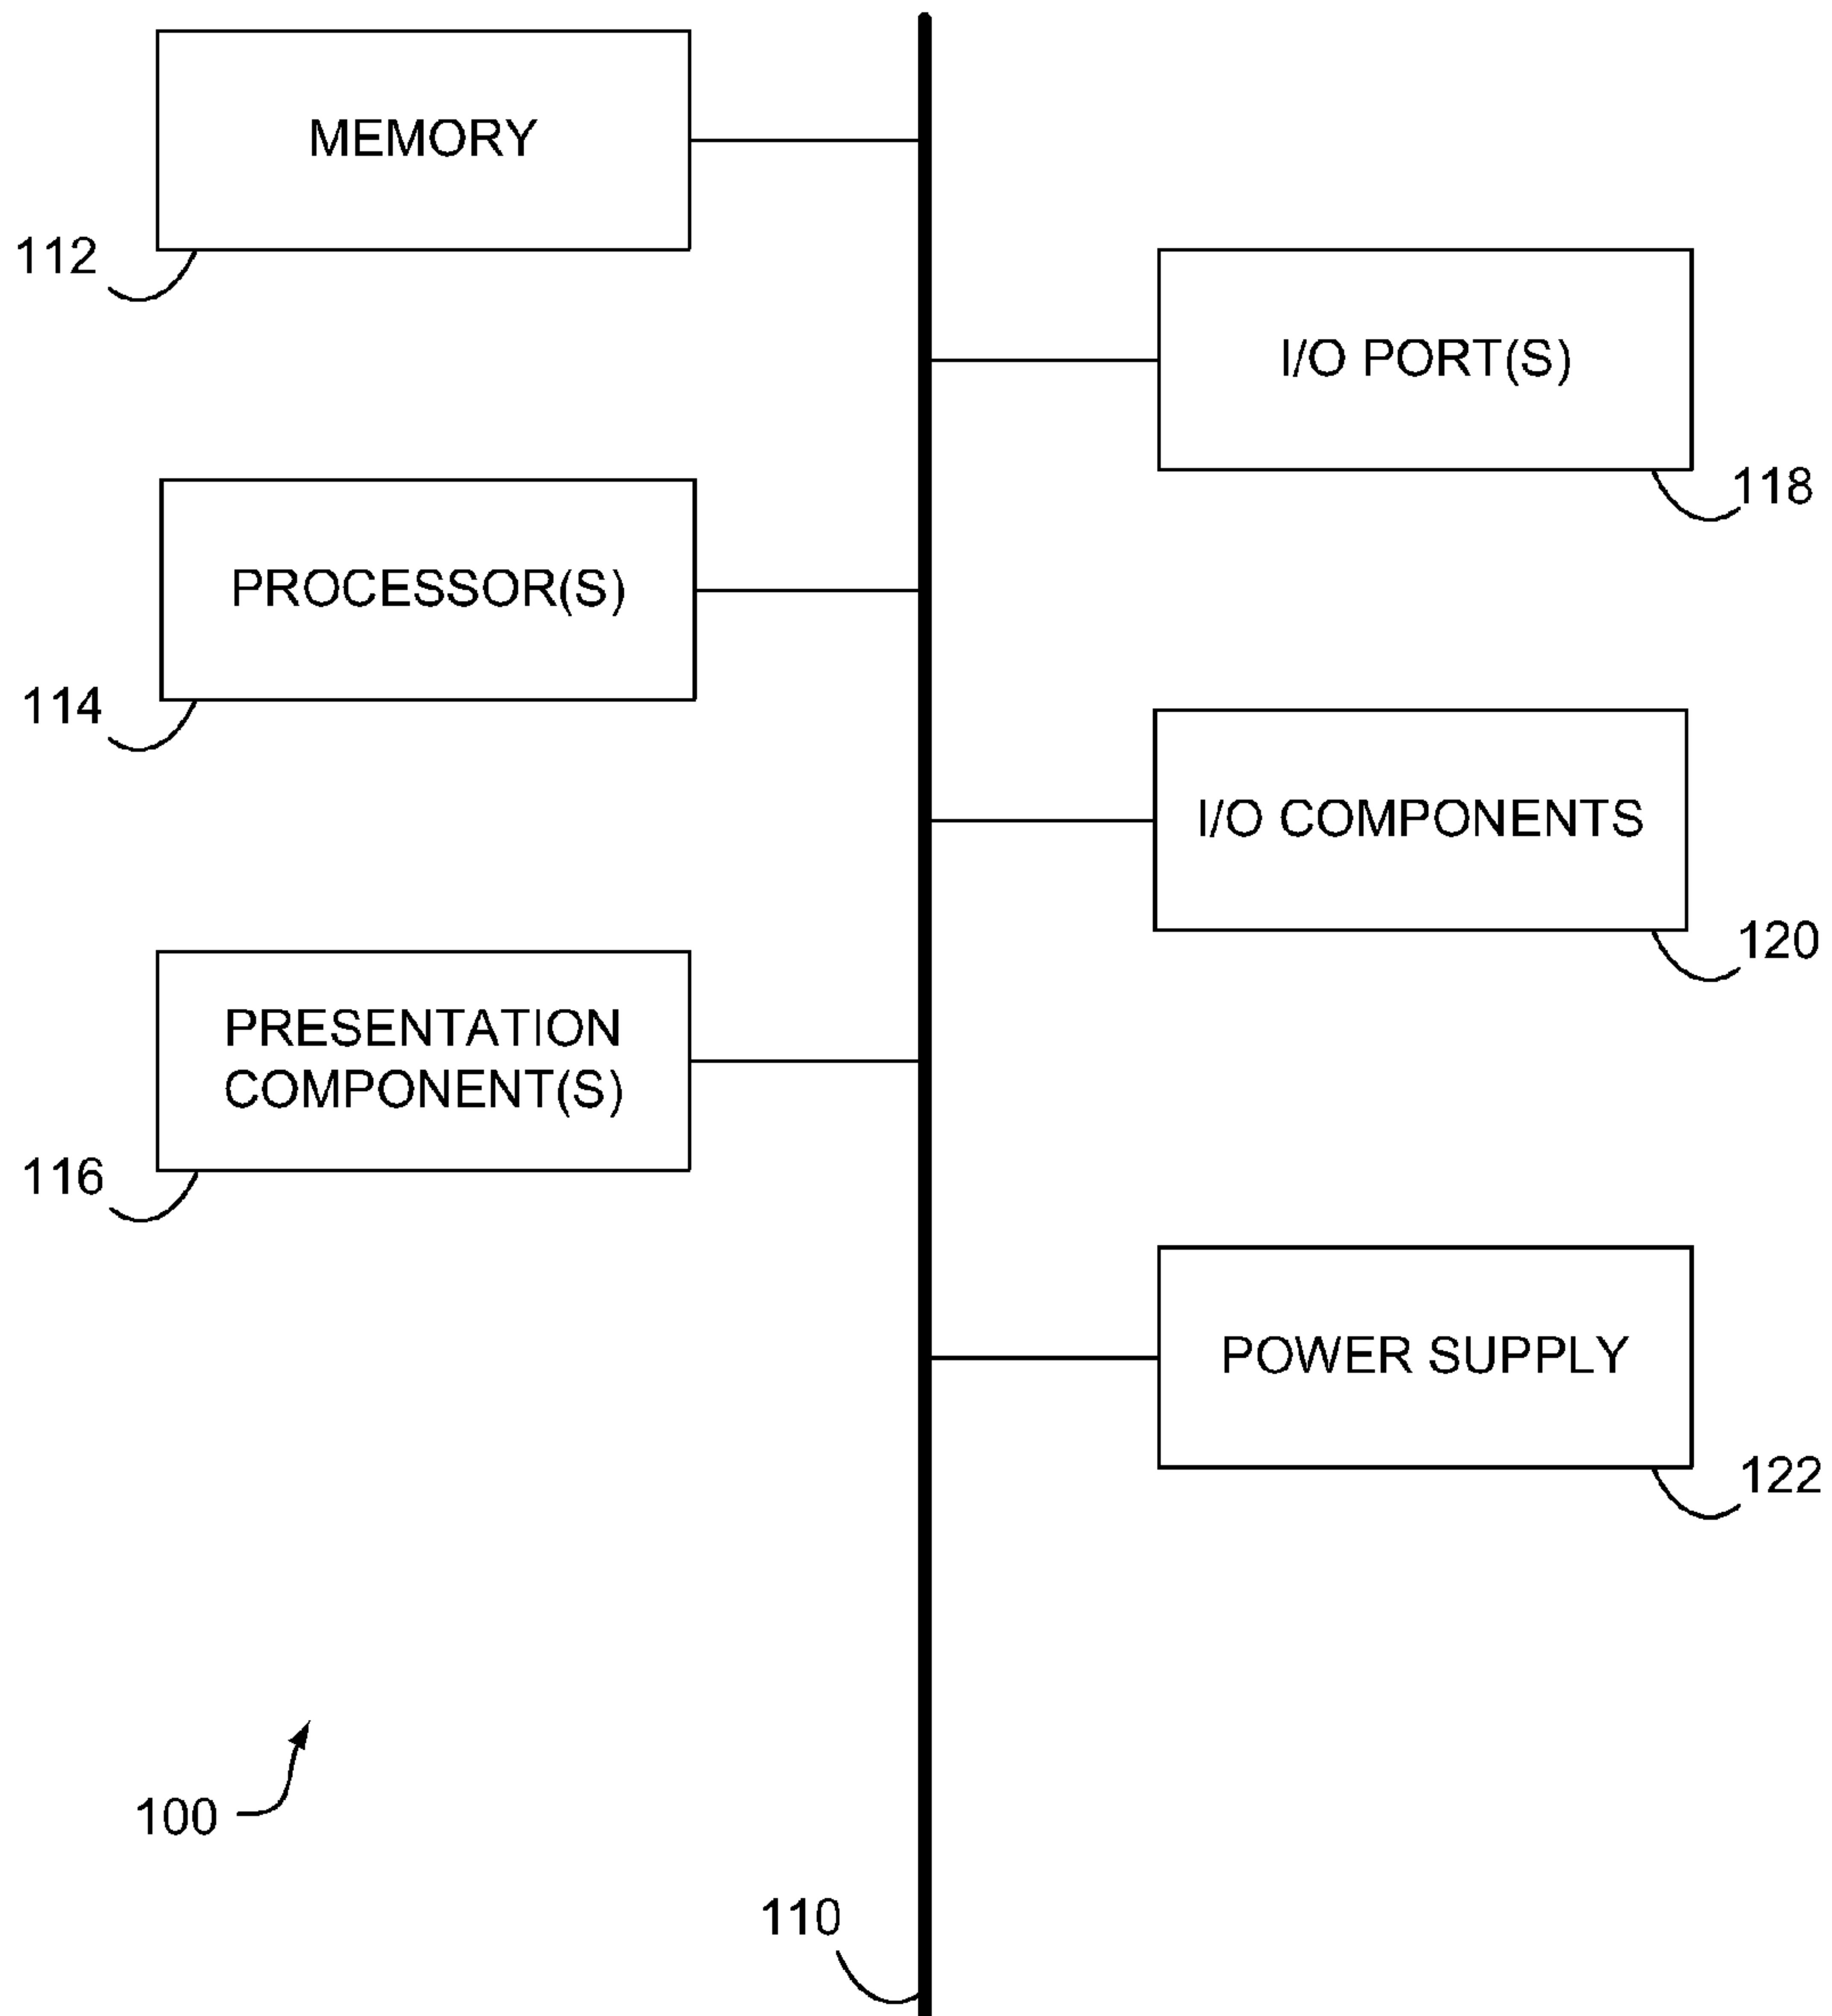 MEMORY
112
I/O PORT(S)
118
PROCESSOR(S)
114
I/O COMPONENTS
120
PRESENTATION
COMPONENT(S)
116
POWER SUPPLY
122
100
110